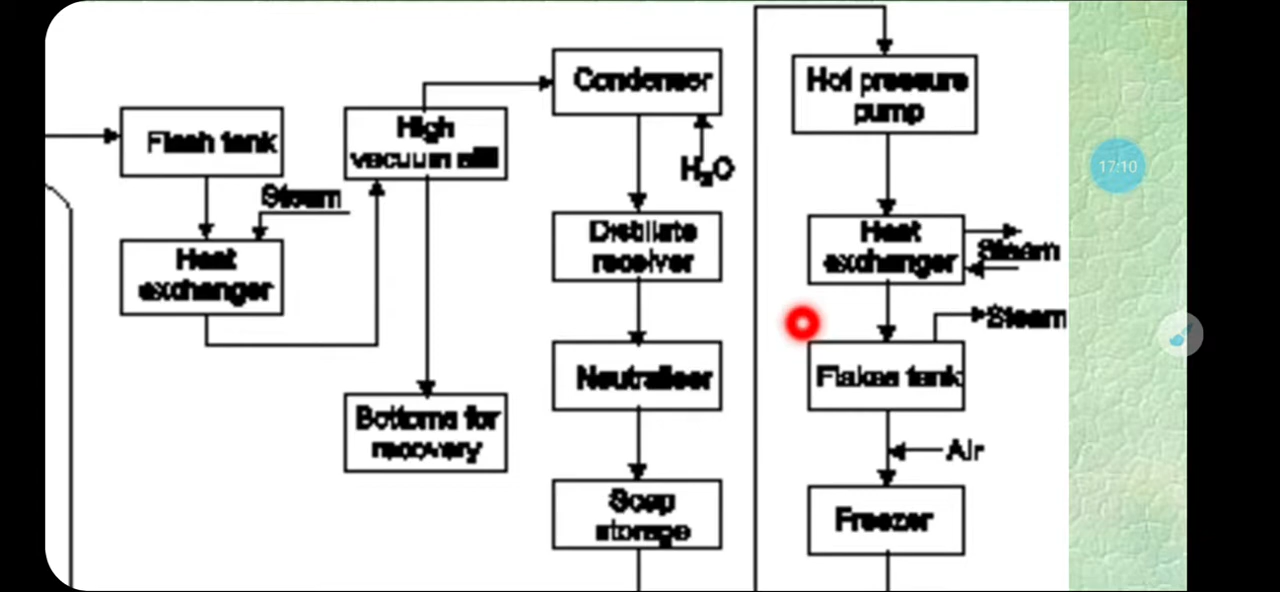 Flash tank
Steam
Heat
exchanger
High
vacuum still
Bottoms for
recovery
Condenser
H₂O
Distillate
receiver
Neutraliser
Soap
storage
Hot pressure
pump
Heat
exchanger
Steam
Steam
Flakes tank
Air
Freezer
17:10